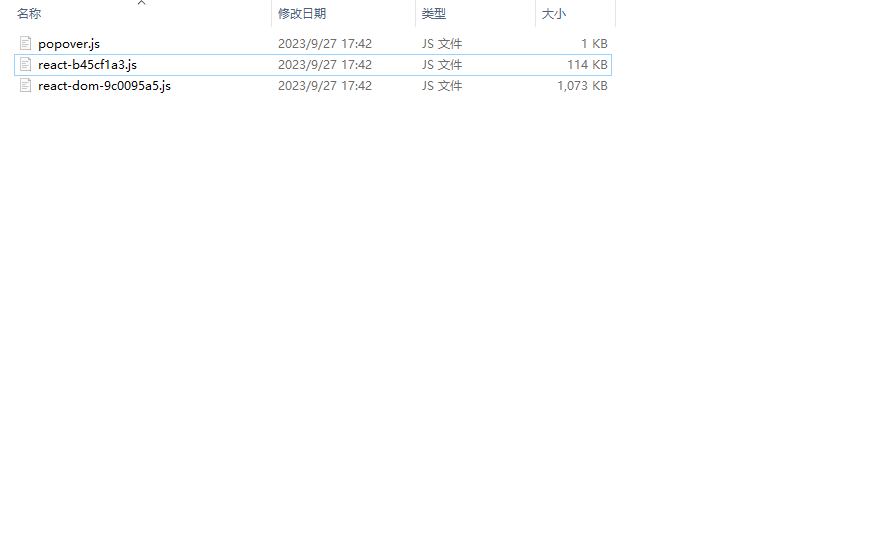 名称 修改日期 类型 大小
popover.js 2023/9/27 17:42 JS 文件 1 KB
react-b45cf1a3.js 2023/9/27 17:42 JS 文件 114 KB
react-dom-9c0095a5.js 2023/9/27 17:42 JS 文件 1,073 KB